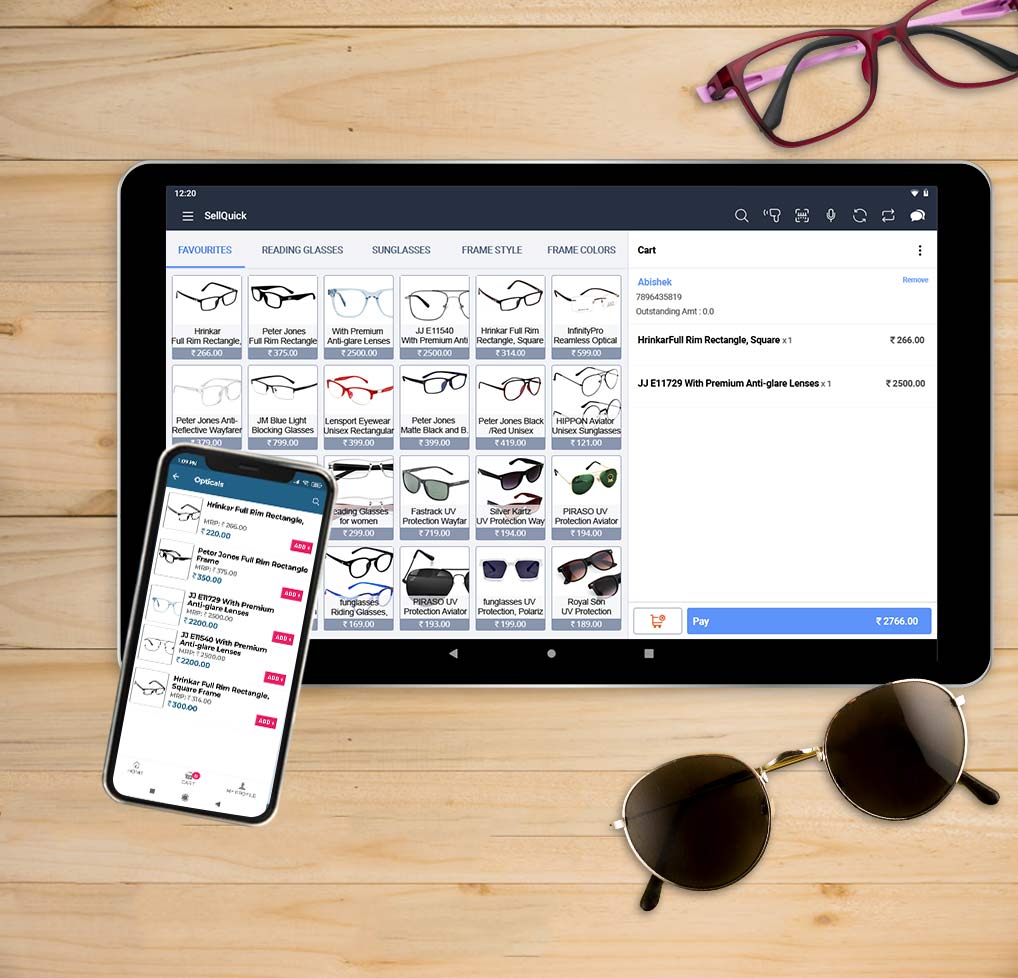 12:20
SellQuick
FAVOURITES
READING GLASSES
SUNGLASSES
FRAME STYLE
FRAME COLORS
Hrinkar
Full Rim Rectangle,
₹ 266.00
Peter Jones
Full Rim Rectangle
₹ 375.00
With Premium
Anti-glare Lenses
₹ 2500.00
JJ E11540
With Premium Anti
₹ 2500.00
Hrinkar Full Rim
Rectangle, Square
₹ 314.00
InfinityPro
Reamless Optical
₹ 599.00
Peter Jones Anti-
Reflective Wayfarer
₹ 379.00
JM Blue Light
Blocking Glasses
₹ 799.00
Lensport Eyewear
Unisex Rectangular
₹ 399.00
Peter Jones
Matte Black and B.
₹ 399.00
Peter Jones Black
/Red Unisex
₹ 419.00
HIPPON Aviator
Unisex Sunglasses
₹ 121.00
eading Glasses
for women
₹ 299.00
Fastrack UV
Protection Wayfar
₹ 719.00
Silver Kartz
UV Protection Way
₹ 194.00
PIRASO UV
Protection Aviator
₹ 194.00
funglasses
Riding Glasses,
₹ 169.00
PIRASO UV
Protection Aviator
₹ 193.00
funglasses UV
Protection, Polariz
₹ 199.00
Royal Son
UV Protection
₹ 189.00
Cart
Abishek
Remove
7896435819
Outstanding Amt : 0.0
HrinkarFull Rim Rectangle, Square x 1
₹ 266.00
JJ E11729 With Premium Anti-glare Lenses x 1
₹ 2500.00
Pay
₹ 2766.00
1:09 PM
Opticals
Hrinkar Full Rim Rectangle,
MRP: ₹ 266.00
₹ 220.00
ADD +
Petor Jones Full Rim Roctanglo
Frame
MRP: ₹ 375.00
₹ 350.00
ADD +
JJ E11729 With Premium
Anti-glare Lenses
MRP: ₹ 2500.00
₹ 2200.00
ADD +
JJ E11540 With Premium
Anti-glare Lenses
MRP: ₹ 2500.00
₹ 2200.00
ADD +
Hrinkar Full Rim Rectangle,
Square Frame
MRP: ₹ 314.00
₹ 300.00
ADD +
HOME
CART
MY PROFILE